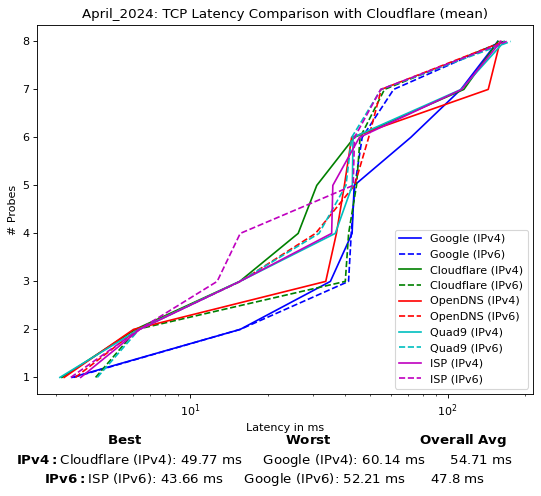 April_2024: TCP Latency Comparison with Cloudflare (mean)
8
7
6
5
4
3
2
1
# Probes
10¹
10²
Latency in ms
Google (IPv4)
Google (IPv6)
Cloudflare (IPv4)
Cloudflare (IPv6)
OpenDNS (IPv4)
OpenDNS (IPv6)
Quad9 (IPv4)
Quad9 (IPv6)
ISP (IPv4)
ISP (IPv6)
Best Worst Overall Avg
IPv4: Cloudflare (IPv4): 49.77 ms Google (IPv4): 60.14 ms 54.71 ms
IPv6: ISP (IPv6): 43.66 ms Google (IPv6): 52.21 ms 47.8 ms